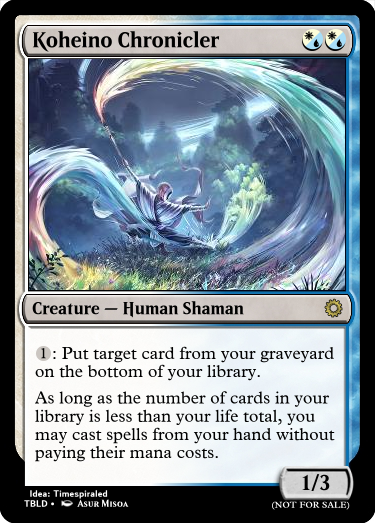 Koheino Chronicler
Creature — Human Shaman
1: Put target card from your graveyard
on the bottom of your library.
As long as the number of cards in your
library is less than your life total, you
may cast spells from your hand without
paying their mana costs.
1/3
Idea: Timespiraled
TBLD • Asur Misoa
(NOT FOR SALE)